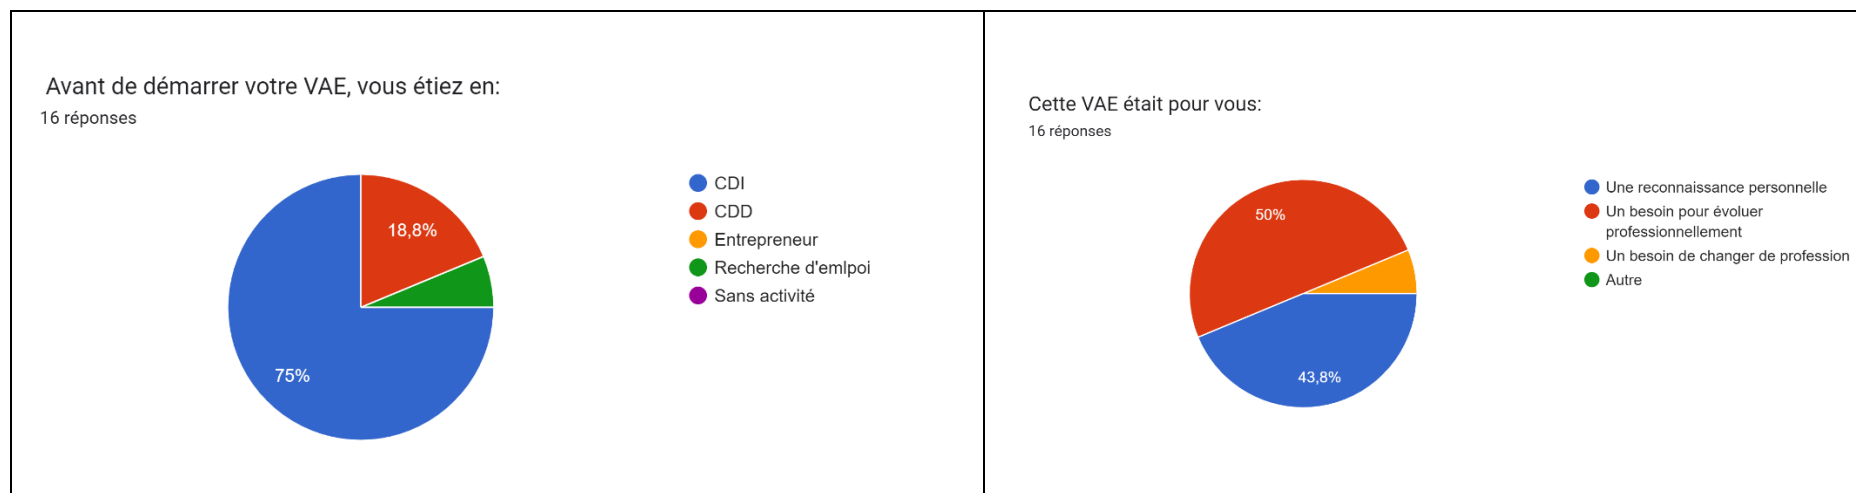 Avant de démarrer votre VAE, vous étiez en:
16 réponses
18,8%
75%
CDI
CDD
Entrepreneur
Recherche d'emlpoi
Sans activité
Cette VAE était pour vous:
16 réponses
50%
43,8%
Une reconnaissance personnelle
Un besoin pour évoluer
professionnellement
Un besoin de changer de profession
Autre